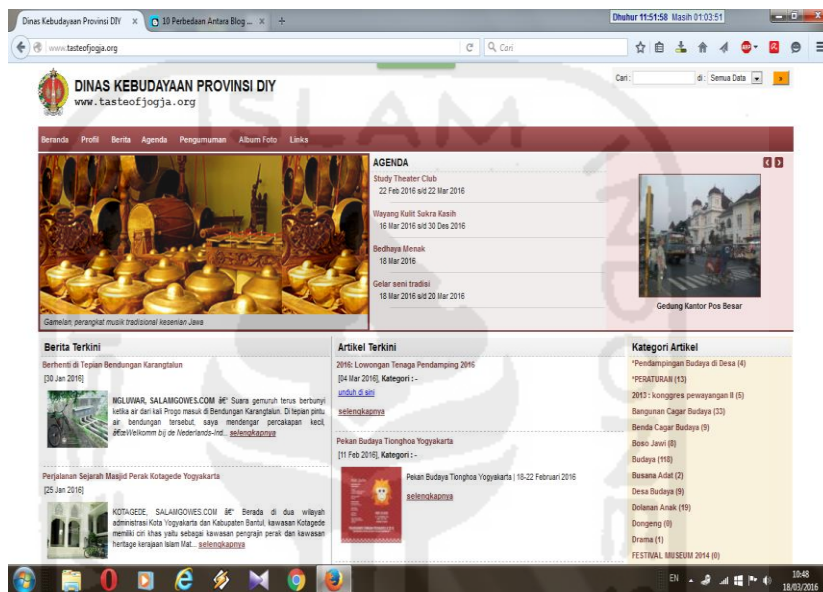 Dinas Kebudayaan Provinsi DIY
10 Perbedaan Antara Blog ...
Dhuhur 11:51:58 Masih 01:03:51
www.tasteofjogja.org
Cari
DINAS KEBUDAYAAN PROVINSI DIY
www.tasteofjogja.org
Cari : di : Semua Data
Beranda Profil Berita Agenda Pengumuman Album Foto Links
Gamelan, perangkat musik tradisional kesenian Jawa
AGENDA
Study Theater Club
22 Feb 2016 s/d 22 Mar 2016
Wayang Kulit Sukra Kasih
16 Mar 2016 s/d 30 Des 2016
Bedhaya Menak
18 Mar 2016
Gelar seni tradisi
18 Mar 2016 s/d 20 Mar 2016
Gedung Kantor Pos Besar
Berita Terkini
Berhenti di Tepian Bendungan Karangtalun
[30 Jan 2016]
NGLUWAR, SALAMGOWES.COM â€“ Suara gemuruh terus berbunyi
ketika air dari kali Progo masuk di Bendungan Karangtalun. Di tepian pintu
air bendungan tersebut, saya mendengar percakapan kecil,
â€œWelkomm bij de Nederlands-Ind... selengkapnya
Perjalanan Sejarah Masjid Perak Kotagede Yogyakarta
[25 Jan 2016]
KOTAGEDE, SALAMGOWES.COM â€“ Berada di dua wilayah
administrasi Kota Yogyakarta dan Kabupaten Bantul, kawasan Kotagede
memiliki ciri khas yaitu sebagai kawasan pengrajin perak dan kawasan
heritage kerajaan Islam Mat... selengkapnya
Artikel Terkini
2016: Lowongan Tenaga Pendamping 2016
[04 Mar 2016], Kategori : -
unduh di sini
selengkapnya
Pekan Budaya Tionghoa Yogyakarta
[11 Feb 2016], Kategori : -
Pekan Budaya Tionghoa Yogyakarta | 18-22 Februari 2016
selengkapnya
Kategori Artikel
*Pendampingan Budaya di Desa (4)
*PERATURAN (13)
2013 : konggres pewayangan II (5)
Bangunan Cagar Budaya (33)
Benda Cagar Budaya (9)
Boso Jawi (8)
Budaya (118)
Busana Adat (2)
Desa Budaya (9)
Dolanan Anak (19)
Dongeng (0)
Drama (1)
FESTIVAL MUSEUM 2014 (0)
EN
10:48
18/03/2016
ISLAM
INDO